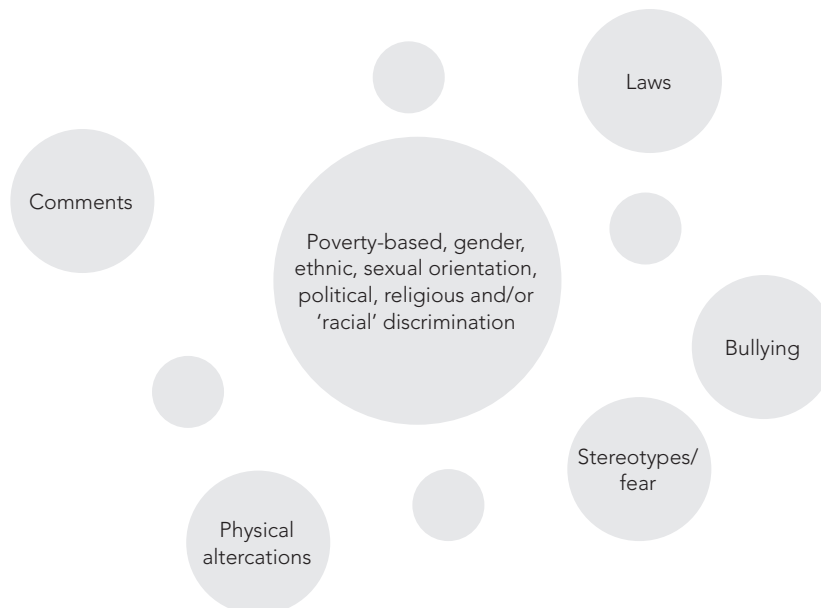 Laws
Comments
Poverty-based, gender,
ethnic, sexual orientation,
political, religious and/or
‘racial’ discrimination
Bullying
Stereotypes/
fear
Physical
altercations